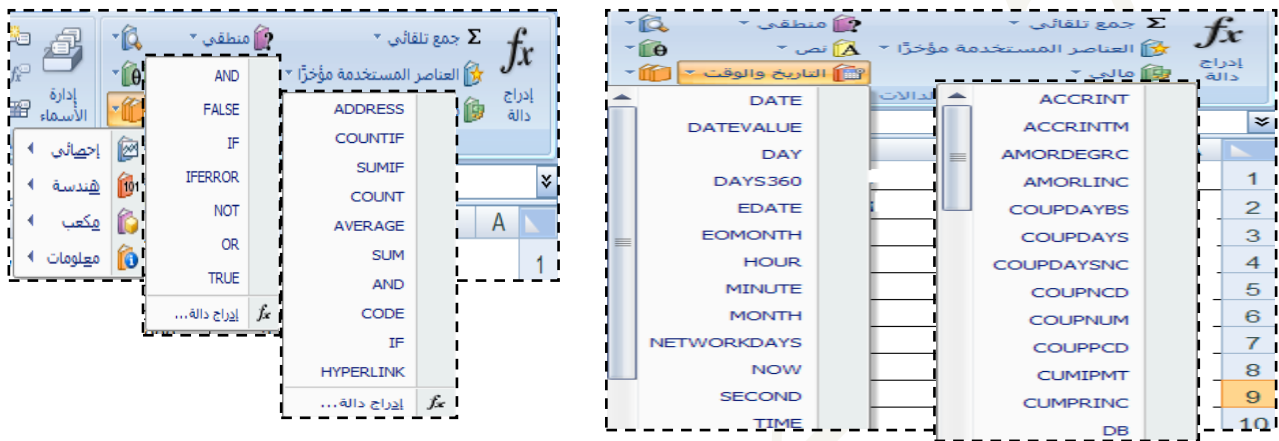 Σ جمع تلقائي
منطقي
fx
العناصر المستخدمة مؤخرًا
إدراج دالة
إدارة الأسماء
AND
FALSE
IF
IFERROR
NOT
OR
TRUE
إدراج دالة...
fx
ADDRESS
COUNTIF
SUMIF
COUNT
AVERAGE
SUM
AND
CODE
IF
HYPERLINK
إدراج دالة...
fx
إحصائي
هندسة
مكعب
معلومات
A
1
Σ جمع تلقائي
منطقي
fx
العناصر المستخدمة مؤخرًا
نص
إدراج دالة
مالي
التاريخ والوقت
DATE
DATEVALUE
DAY
DAYS360
EDATE
EOMONTH
HOUR
MINUTE
MONTH
NETWORKDAYS
NOW
SECOND
TIME
ACCRINT
ACCRINTM
AMORDEGRC
AMORLINC
COUPDAYBS
COUPDAYS
COUPDAYSNC
COUPNCD
COUPNUM
COUPPCD
CUMIPMT
CUMPRINC
DB
1
2
3
4
5
6
7
8
9
10